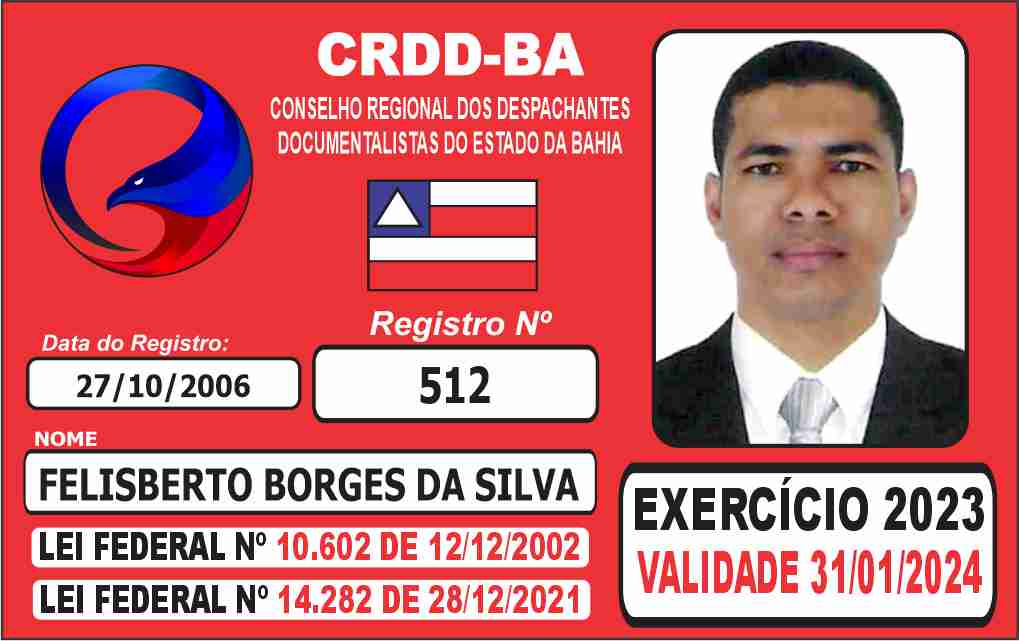 CRDD-BA
CONSELHO REGIONAL DOS DESPACHANTES
DOCUMENTALISTAS DO ESTADO DA BAHIA
Registro Nº
512
Data do Registro:
27/10/2006
NOME
FELISBERTO BORGES DA SILVA
LEI FEDERAL Nº 10.602 DE 12/12/2002
LEI FEDERAL Nº 14.282 DE 28/12/2021
EXERCÍCIO 2023
VALIDADE 31/01/2024